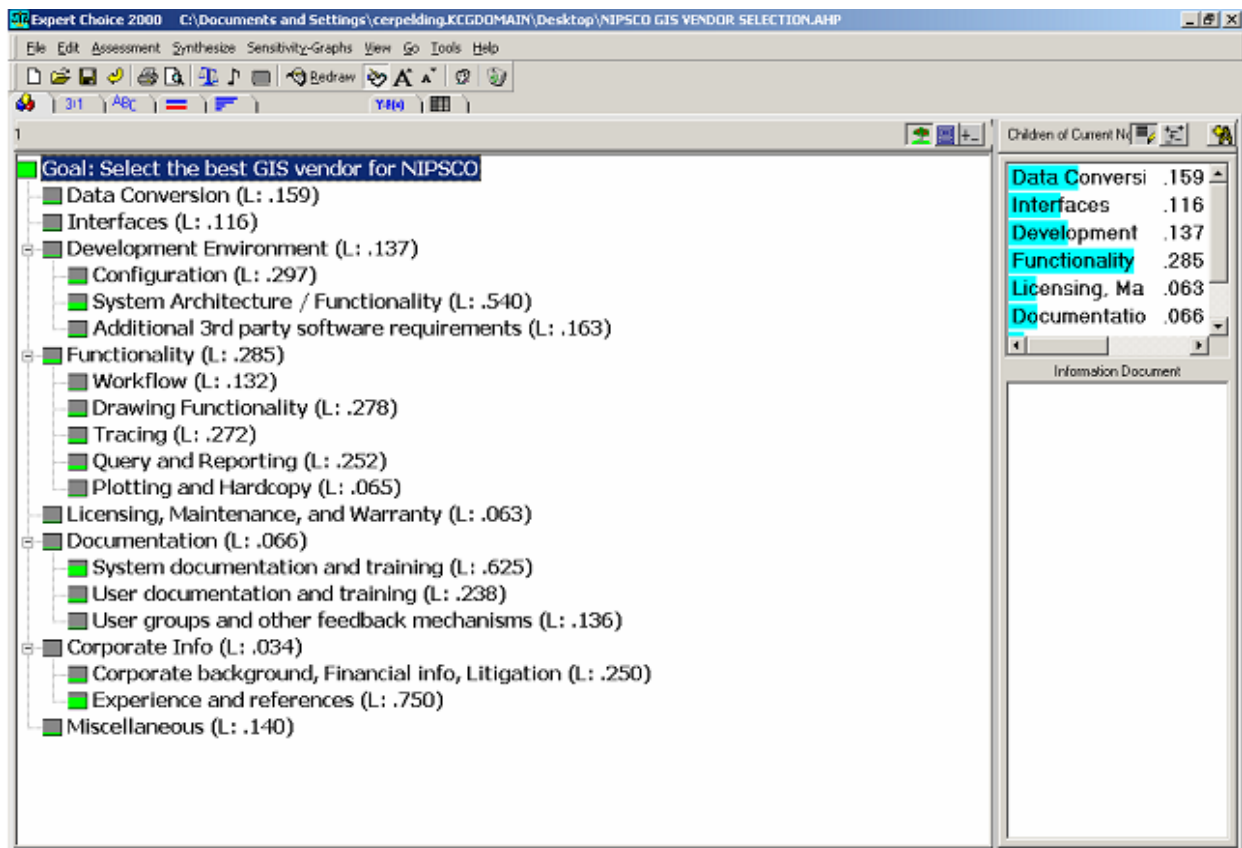 Expert Choice 2000 C:\Documents and Settings\cerpelding.KCGDOMAIN\Desktop\NIPSCO GIS VENDOR SELECTION.AHP
File Edit Assessment Synthesize Sensitivity-Graphs View Go Tools Help
Redraw A A
3:1 ABC Y=F(x)
1
Children of Current No
Goal: Select the best GIS vendor for NIPSCO
Data Conversion (L: .159)
Interfaces (L: .116)
Development Environment (L: .137)
Configuration (L: .297)
System Architecture / Functionality (L: .540)
Additional 3rd party software requirements (L: .163)
Functionality (L: .285)
Workflow (L: .132)
Drawing Functionality (L: .278)
Tracing (L: .272)
Query and Reporting (L: .252)
Plotting and Hardcopy (L: .065)
Licensing, Maintenance, and Warranty (L: .063)
Documentation (L: .066)
System documentation and training (L: .625)
User documentation and training (L: .238)
User groups and other feedback mechanisms (L: .136)
Corporate Info (L: .034)
Corporate background, Financial info, Litigation (L: .250)
Experience and references (L: .750)
Miscellaneous (L: .140)
Data Conversi .159
Interfaces .116
Development .137
Functionality .285
Licensing, Ma .063
Documentatio .066
Information Document